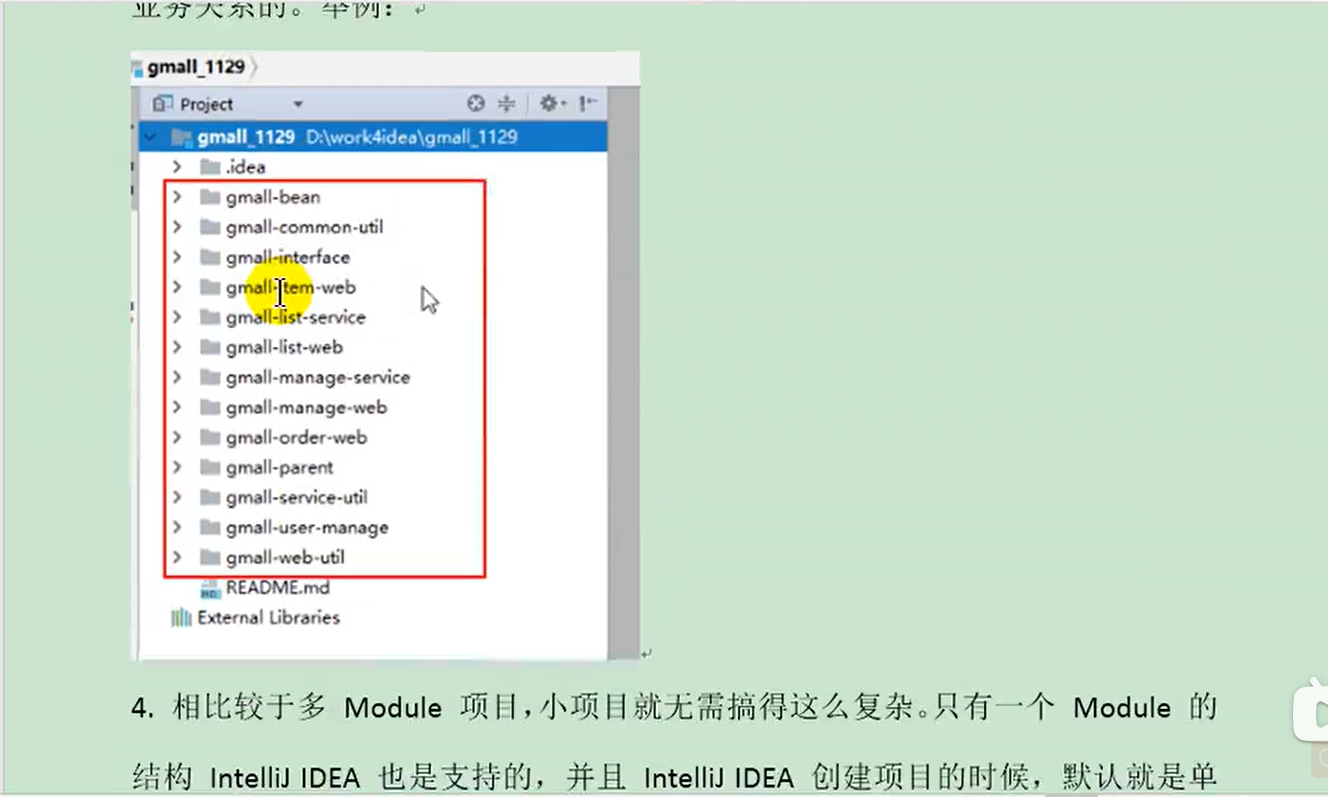 业务关系的。举例：
gmall_1129
Project
gmall_1129 D:\work4idea\gmall_1129
.idea
gmall-bean
gmall-common-util
gmall-interface
gmall-item-web
gmall-list-service
gmall-list-web
gmall-manage-service
gmall-manage-web
gmall-order-web
gmall-parent
gmall-service-util
gmall-user-manage
gmall-web-util
README.md
External Libraries
4. 相比较于多 Module 项目，小项目就无需搞得这么复杂。只有一个 Module 的
结构 IntelliJ IDEA 也是支持的，并且 IntelliJ IDEA 创建项目的时候，默认就是单